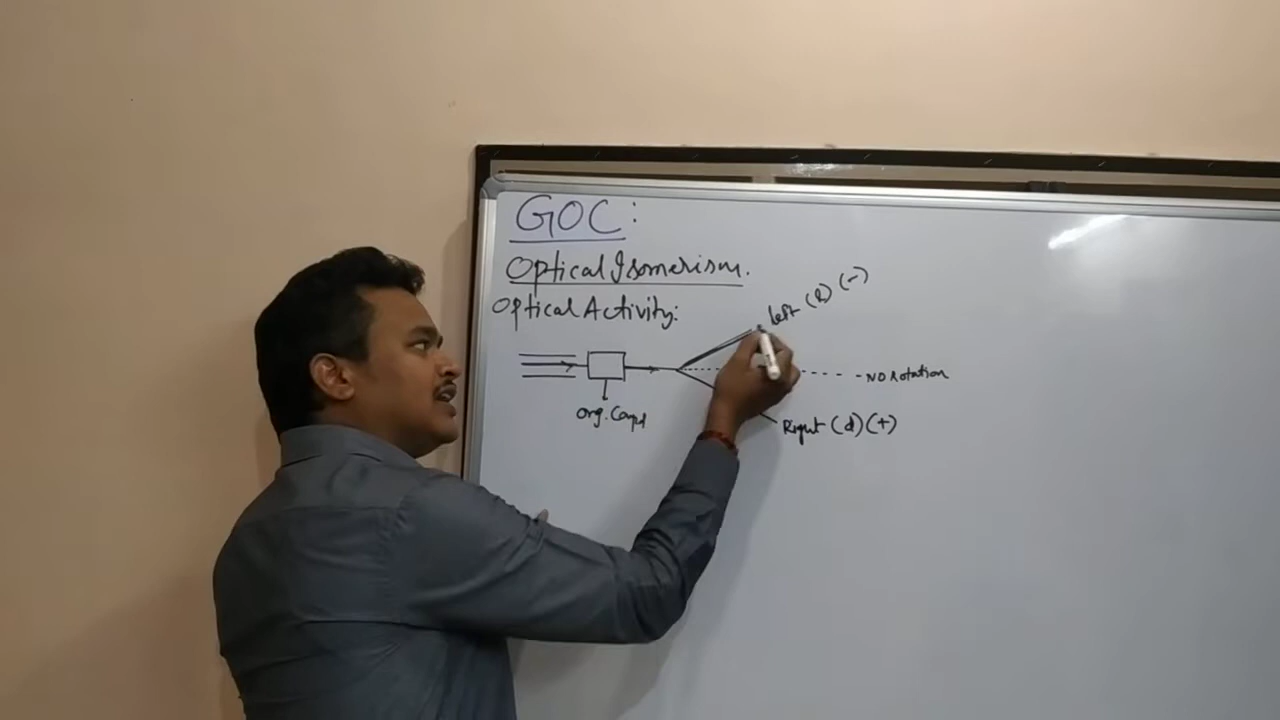 GOC:
Optical Isomerism.
Optical Activity:
left (l) (-)
NO Rotation
Right (d) (+)
Org. Compd